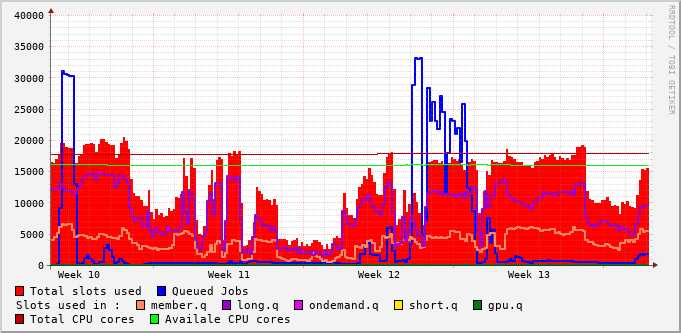 40000
35000
30000
25000
20000
15000
10000
5000
0
Week 10 Week 11 Week 12 Week 13
RRDTOOL / TOBI OETIKER
Total slots used Queued Jobs
Slots used in : member.q long.q ondemand.q short.q gpu.q
Total CPU cores Availale CPU cores